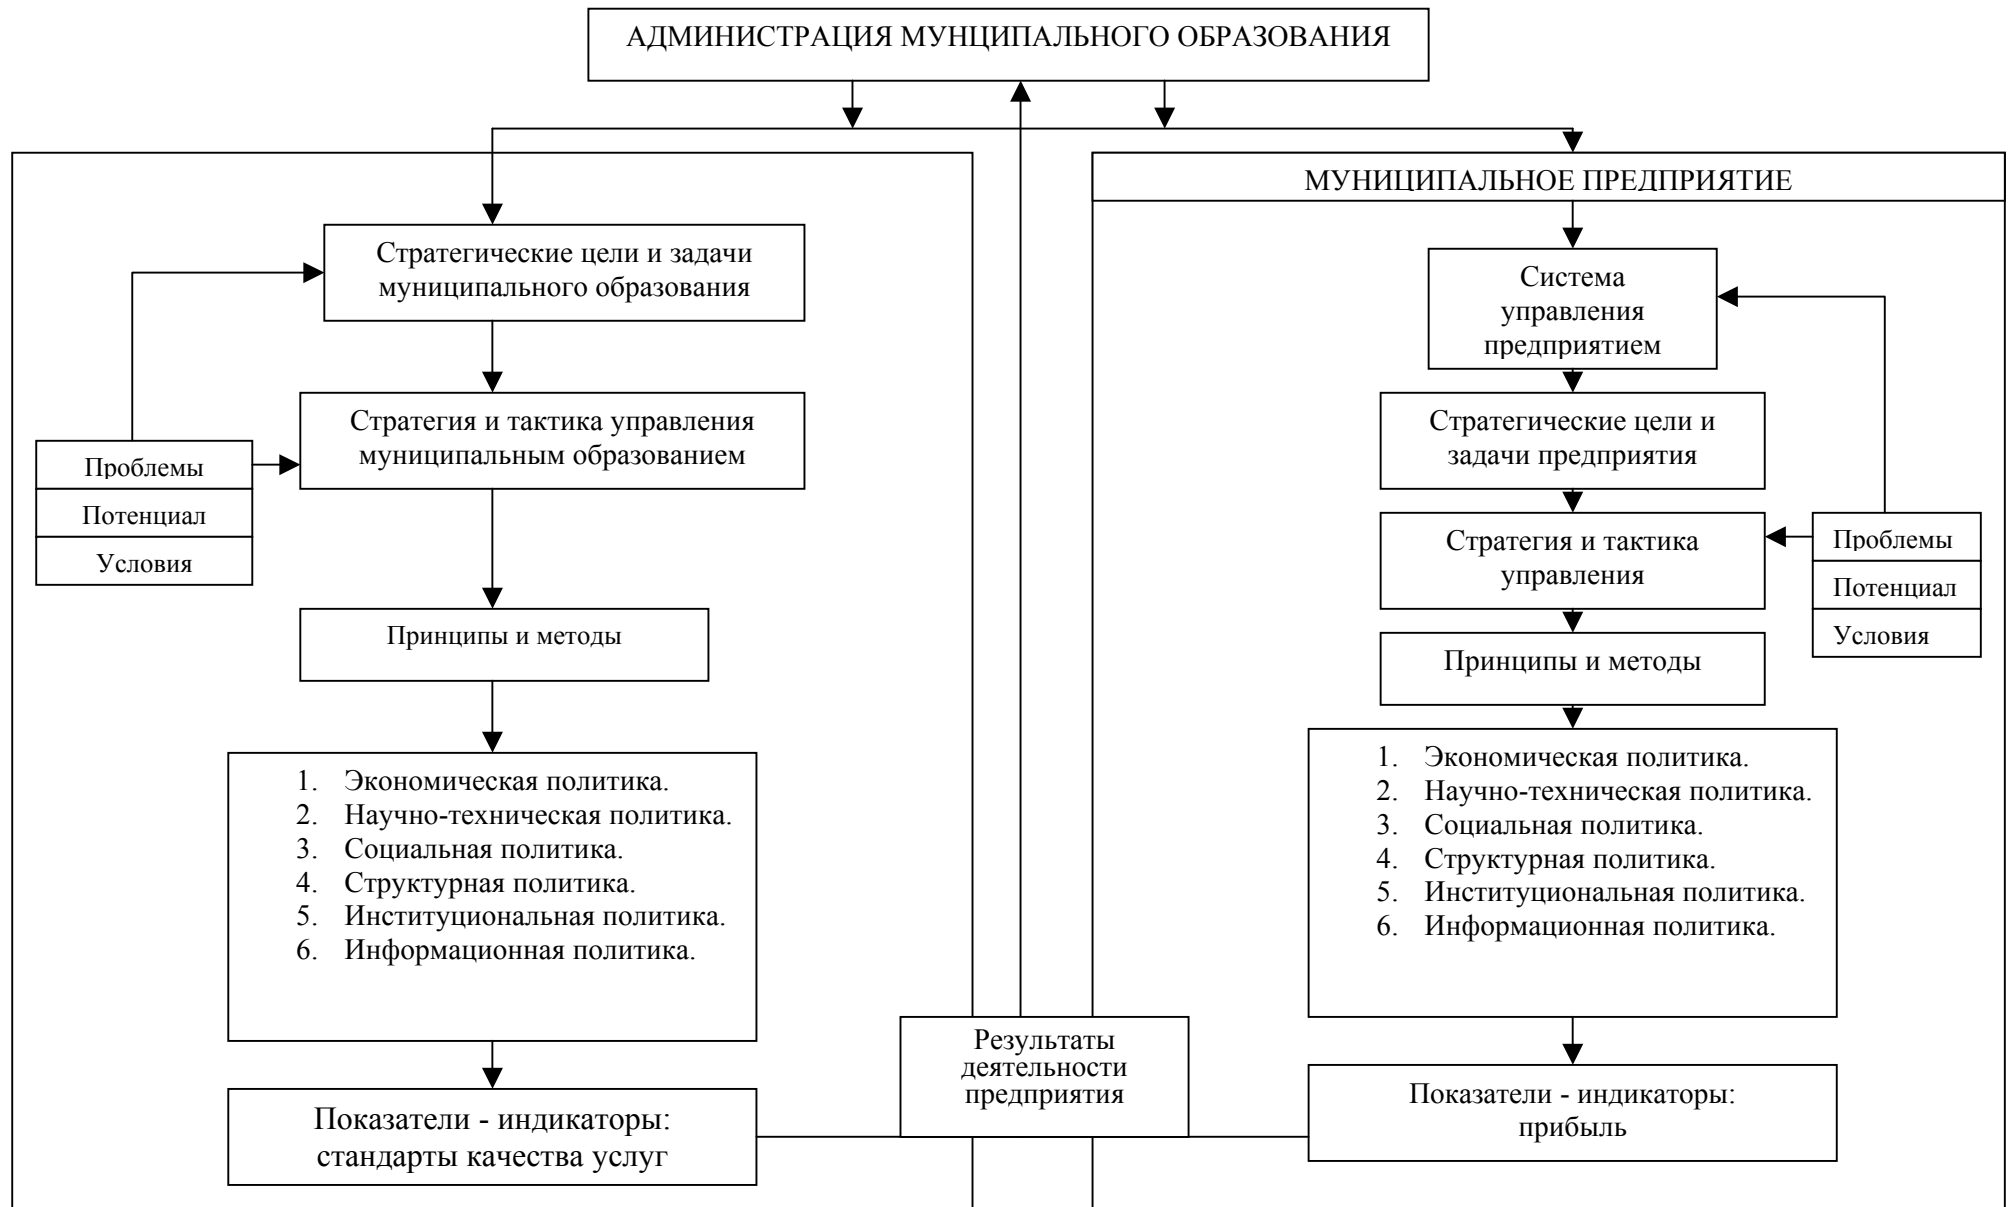 АДМИНИСТРАЦИЯ МУНЦИПАЛЬНОГО ОБРАЗОВАНИЯ
Стратегические цели и задачи
муниципального образования
Стратегия и тактика управления
муниципальным образованием
Проблемы
Потенциал
Условия
Принципы и методы
1. Экономическая политика.
2. Научно-техническая политика.
3. Социальная политика.
4. Структурная политика.
5. Институциональная политика.
6. Информационная политика.
Показатели - индикаторы:
стандарты качества услуг
Результаты
деятельности
предприятия
МУНИЦИПАЛЬНОЕ ПРЕДПРИЯТИЕ
Система
управления
предприятием
Стратегические цели и
задачи предприятия
Стратегия и тактика
управления
Проблемы
Потенциал
Условия
Принципы и методы
1. Экономическая политика.
2. Научно-техническая политика.
3. Социальная политика.
4. Структурная политика.
5. Институциональная политика.
6. Информационная политика.
Показатели - индикаторы:
прибыль